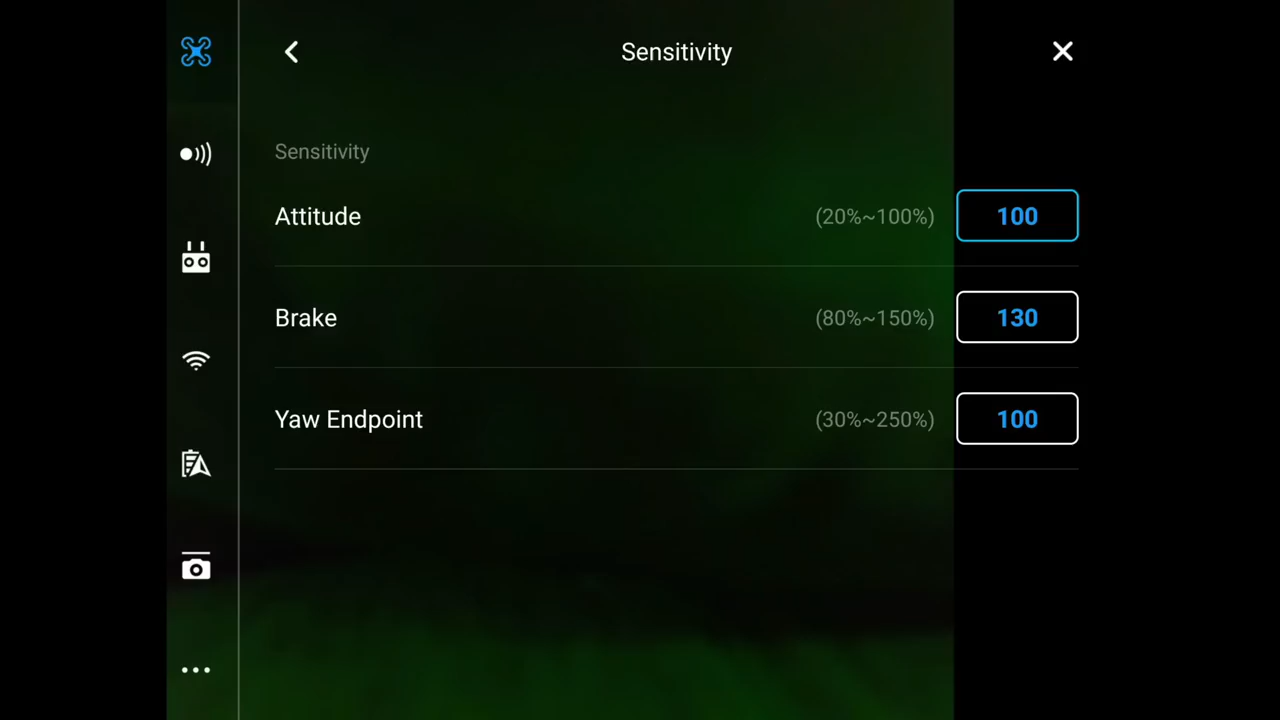 Sensitivity
Sensitivity
Attitude (20%~100%) 100
Brake (80%~150%) 130
Yaw Endpoint (30%~250%) 100